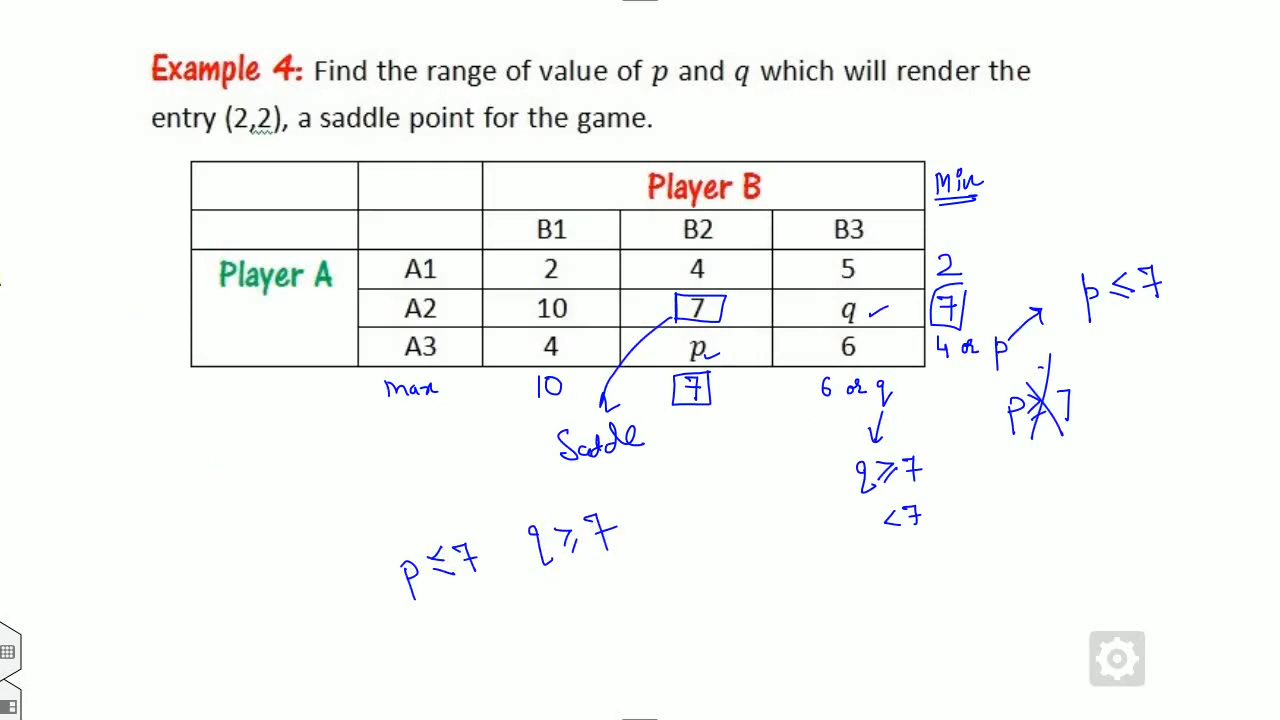 Example 4: Find the range of value of p and q which will render the
entry (2,2), a saddle point for the game.
Player B Min
B1 B2 B3
Player A A1 2 4 5 2
A2 10 7 q ✓ 7 p ≤ 7
A3 4 p ✓ 6 4 or p
max 10 7 6 or q p ≥ 7
Saddle
q ≥ 7
< 7
p ≤ 7 q ≥ 7